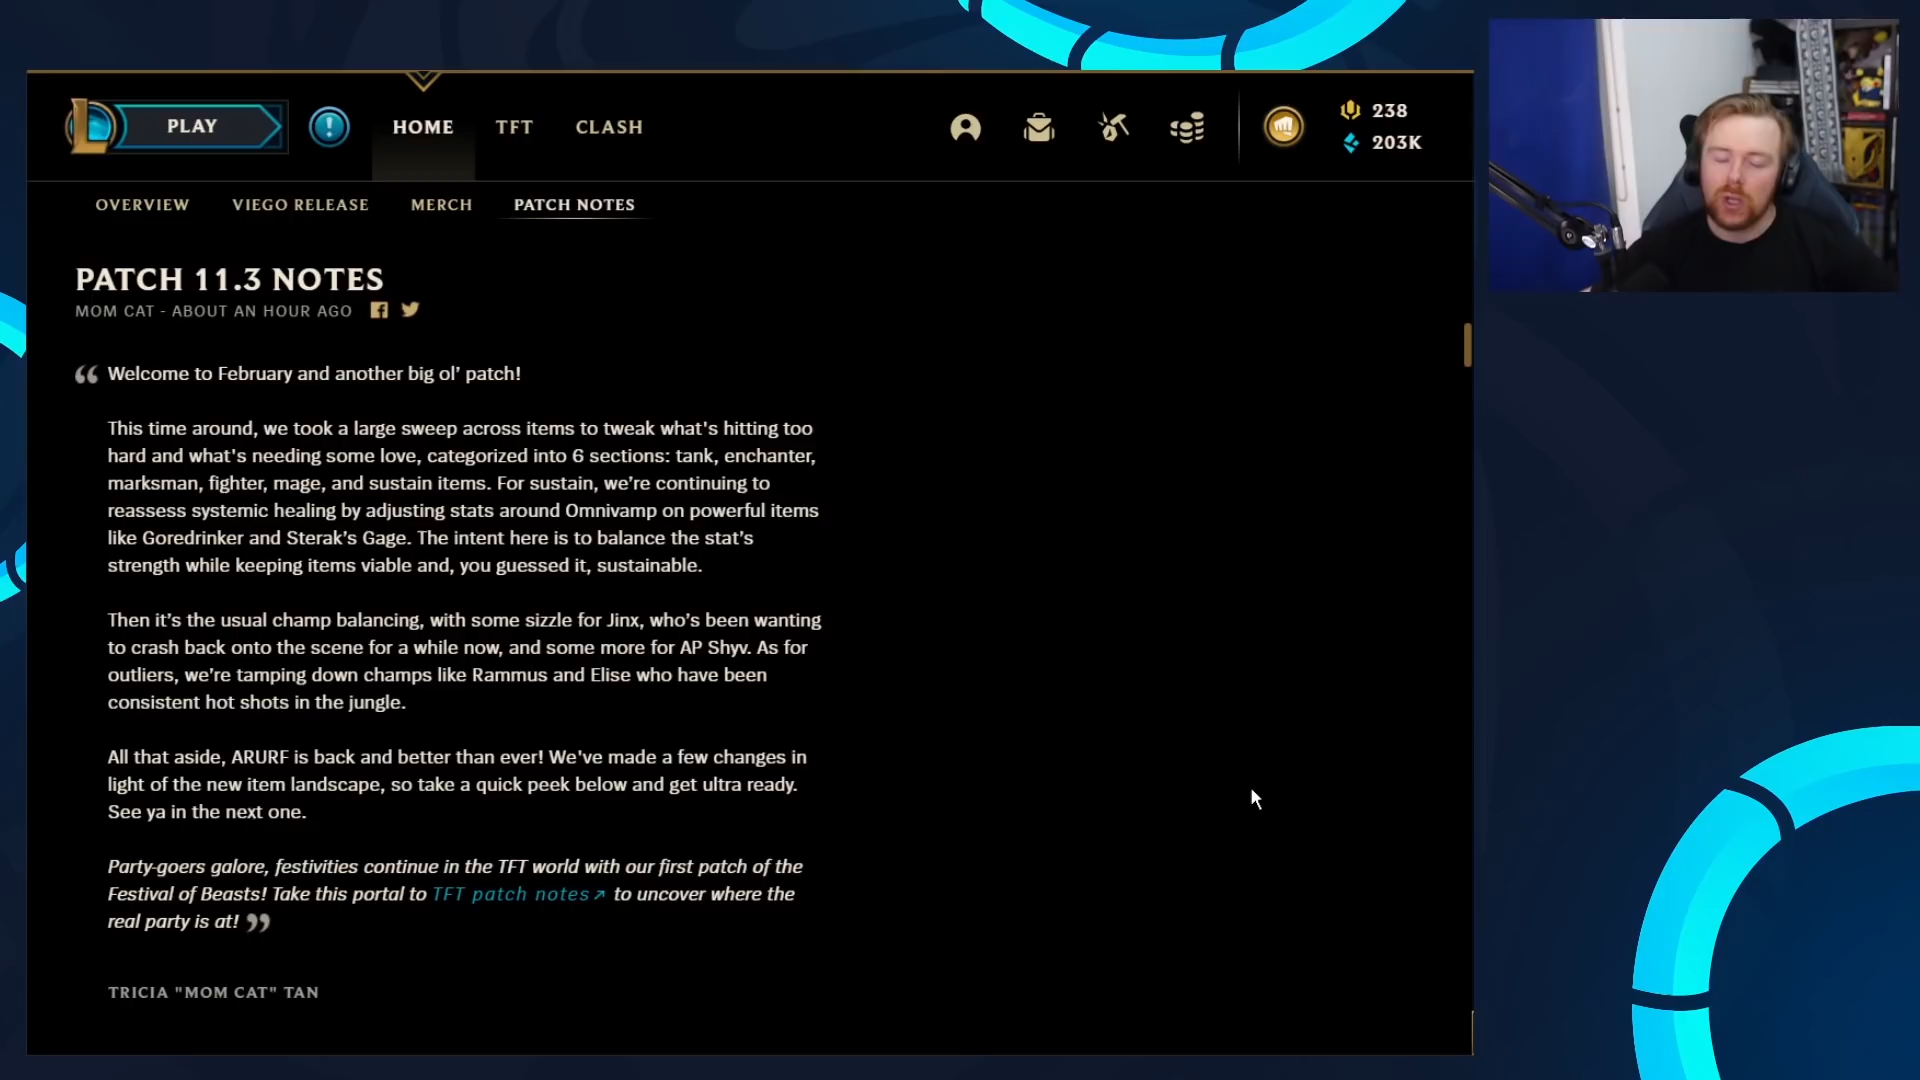 PLAY
HOME
TFT
CLASH
238
203K
OVERVIEW
VIEGO RELEASE
MERCH
PATCH NOTES
PATCH 11.3 NOTES
MOM CAT - ABOUT AN HOUR AGO
“ Welcome to February and another big ol’ patch!
This time around, we took a large sweep across items to tweak what's hitting too
hard and what's needing some love, categorized into 6 sections: tank, enchanter,
marksman, fighter, mage, and sustain items. For sustain, we’re continuing to
reassess systemic healing by adjusting stats around Omnivamp on powerful items
like Goredrinker and Sterak’s Gage. The intent here is to balance the stat’s
strength while keeping items viable and, you guessed it, sustainable.
Then it’s the usual champ balancing, with some sizzle for Jinx, who’s been wanting
to crash back onto the scene for a while now, and some more for AP Shyv. As for
outliers, we’re tamping down champs like Rammus and Elise who have been
consistent hot shots in the jungle.
All that aside, ARURF is back and better than ever! We've made a few changes in
light of the new item landscape, so take a quick peek below and get ultra ready.
See ya in the next one.
Party-goers galore, festivities continue in the TFT world with our first patch of the
Festival of Beasts! Take this portal to TFT patch notes↗ to uncover where the
real party is at! ”
TRICIA "MOM CAT" TAN